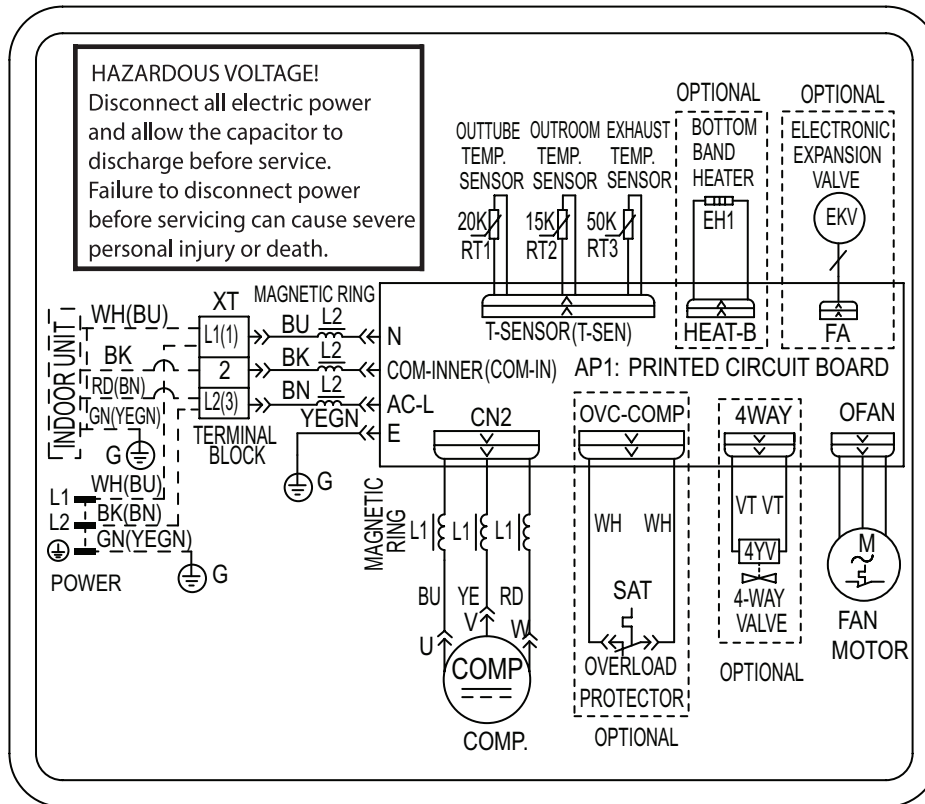 HAZARDOUS VOLTAGE!
Disconnect all electric power
and allow the capacitor to
discharge before service.
Failure to disconnect power
before servicing can cause severe
personal injury or death.
OPTIONAL
OPTIONAL
OUTTUBE OUTROOM EXHAUST
TEMP. TEMP. TEMP.
SENSOR SENSOR SENSOR
BOTTOM
BAND
HEATER
ELECTRONIC
EXPANSION
VALVE
20K 15K 50K
RT1 RT2 RT3
EH1
EKV
T-SENSOR(T-SEN)
HEAT-B
FA
INDOOR UNIT
WH(BU)
BK
RD(BN)
GN(YEGN)
G
XT
L1(1)
2
L2(3)
TERMINAL
BLOCK
MAGNETIC RING
BU L2
BK L2
BN L2
YEGN
G
N
COM-INNER(COM-IN)
AC-L
E
AP1: PRINTED CIRCUIT BOARD
CN2
OVC-COMP
4WAY
OFAN
L1
L2
POWER
WH(BU)
BK(BN)
GN(YEGN)
G
MAGNETIC
RING
L1 L1 L1
BU YE RD
U V W
COMP
COMP.
WH WH
SAT
OVERLOAD
PROTECTOR
OPTIONAL
VT VT
4YV
4-WAY
VALVE
OPTIONAL
M
FAN
MOTOR